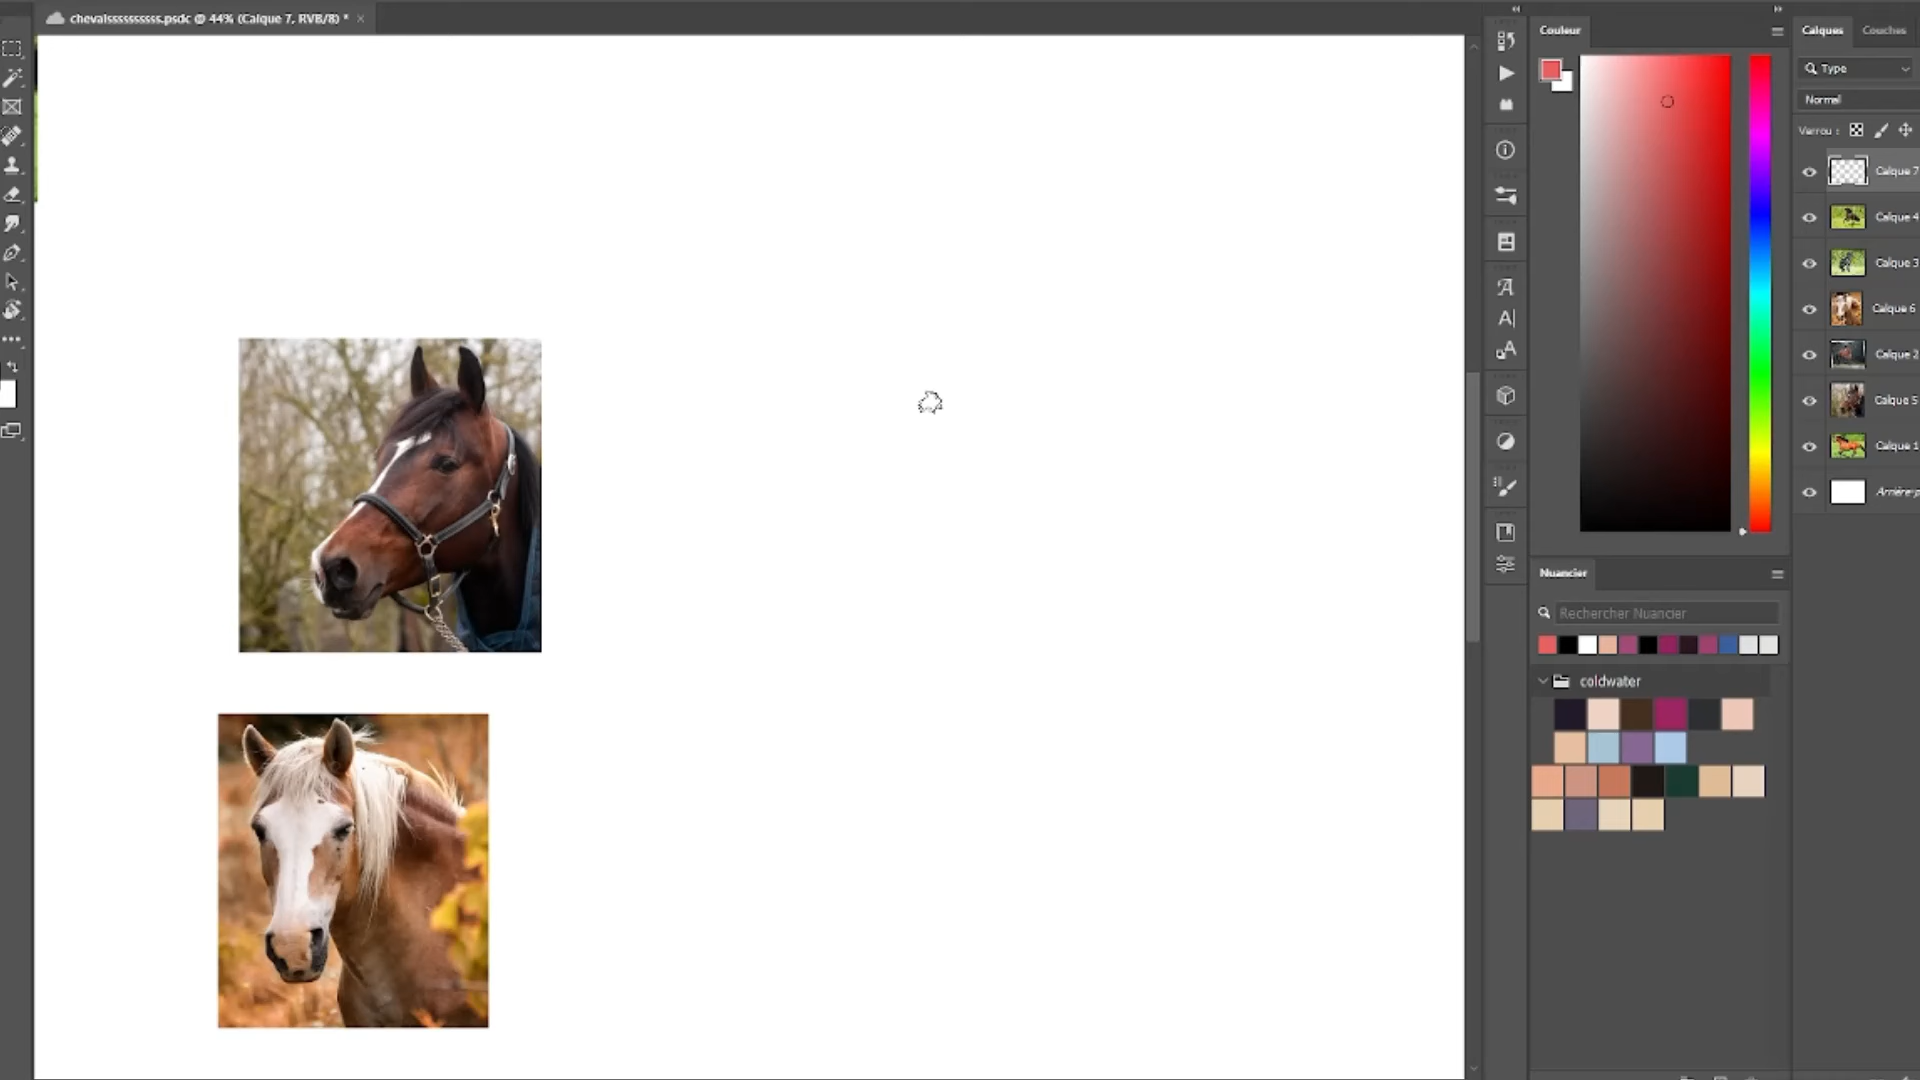 chevalsssssssss.psdc @ 44% (Calque 7, RVB/8) *
Couleur
Calques
Couches
Type
Normal
Verrou :
Calque 7
Calque 4
Calque 3
Calque 6
Calque 2
Calque 5
Calque 1
Arrière-p
Nuancier
Rechercher Nuancier
coldwater